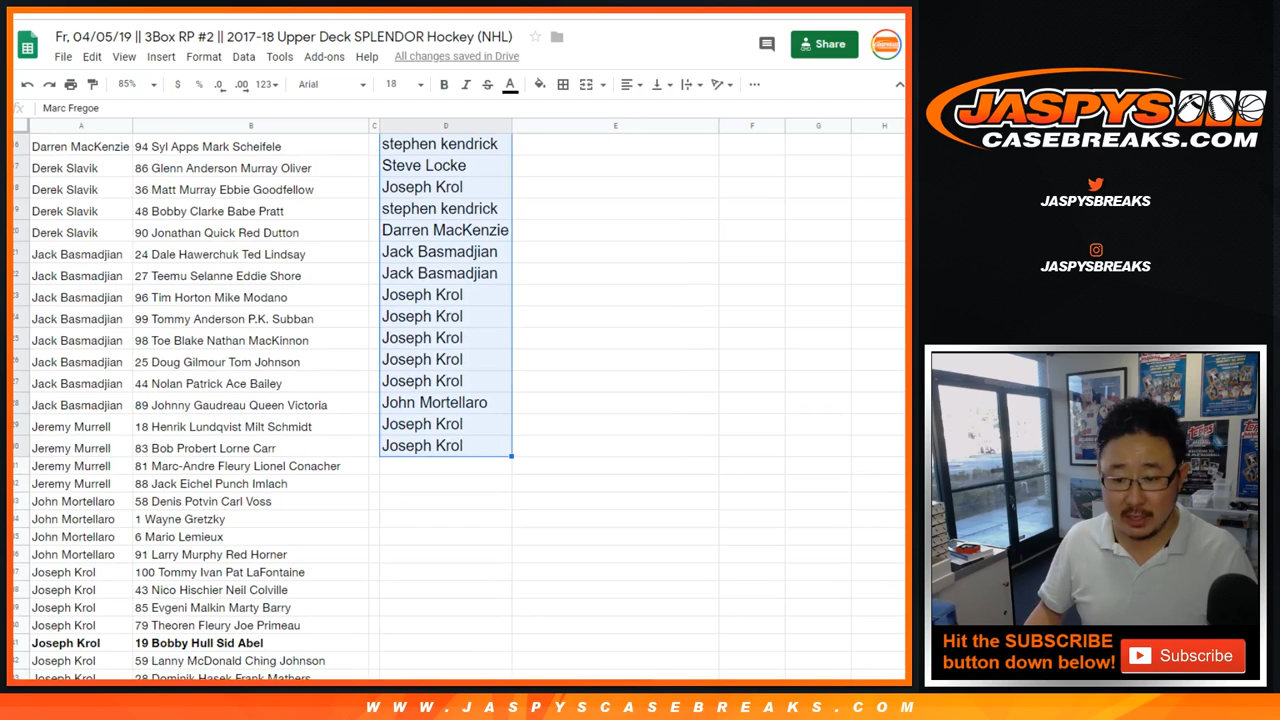 Fr, 04/05/19 || 3Box RP #2 || 2017-18 Upper Deck SPLENDOR Hockey (NHL)
File Edit View Insert Format Data Tools Add-ons Help All changes saved in Drive
Share
85% $ % .0 .00 123 Arial 18 B I S A
fx Marc Fregoe
A B C D E F G H
Darren MacKenzie 94 Syl Apps Mark Scheifele stephen kendrick
Derek Slavik 86 Glenn Anderson Murray Oliver Steve Locke
Derek Slavik 36 Matt Murray Ebbie Goodfellow Joseph Krol
Derek Slavik 48 Bobby Clarke Babe Pratt stephen kendrick
Derek Slavik 90 Jonathan Quick Red Dutton Darren MacKenzie
Jack Basmadjian 24 Dale Hawerchuk Ted Lindsay Jack Basmadjian
Jack Basmadjian 27 Teemu Selanne Eddie Shore Jack Basmadjian
Jack Basmadjian 96 Tim Horton Mike Modano Joseph Krol
Jack Basmadjian 99 Tommy Anderson P.K. Subban Joseph Krol
Jack Basmadjian 98 Toe Blake Nathan MacKinnon Joseph Krol
Jack Basmadjian 25 Doug Gilmour Tom Johnson Joseph Krol
Jack Basmadjian 44 Nolan Patrick Ace Bailey Joseph Krol
Jack Basmadjian 89 Johnny Gaudreau Queen Victoria John Mortellaro
Jeremy Murrell 18 Henrik Lundqvist Milt Schmidt Joseph Krol
Jeremy Murrell 83 Bob Probert Lorne Carr Joseph Krol
Jeremy Murrell 81 Marc-Andre Fleury Lionel Conacher
Jeremy Murrell 88 Jack Eichel Punch Imlach
John Mortellaro 58 Denis Potvin Carl Voss
John Mortellaro 1 Wayne Gretzky
John Mortellaro 6 Mario Lemieux
John Mortellaro 91 Larry Murphy Red Horner
Joseph Krol 100 Tommy Ivan Pat LaFontaine
Joseph Krol 43 Nico Hischier Neil Colville
Joseph Krol 85 Evgeni Malkin Marty Barry
Joseph Krol 79 Theoren Fleury Joe Primeau
Joseph Krol 19 Bobby Hull Sid Abel
Joseph Krol 59 Lanny McDonald Ching Johnson
Joseph Krol 28 Dominik Hasek Frank Mathers
JASPYS
CASEBREAKS.COM
JASPYSBREAKS
JASPYSBREAKS
Topps
Hit the SUBSCRIBE
button down below!
Subscribe
WWW.JASPYSCASEBREAKS.COM